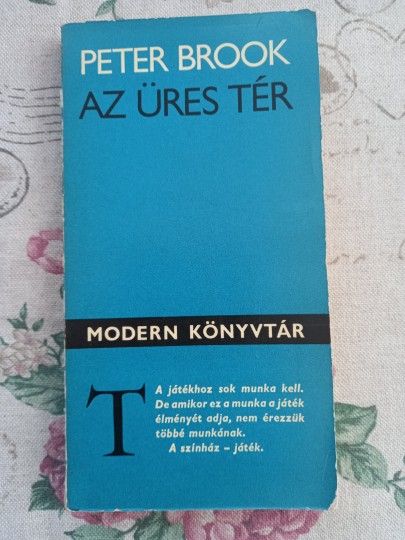 PETER BROOK
AZ ÜRES TÉR
MODERN KÖNYVTÁR
T
A játékhoz sok munka kell.
De amikor ez a munka a játék
élményét adja, nem érezzük
többé munkának.
A színház – játék.